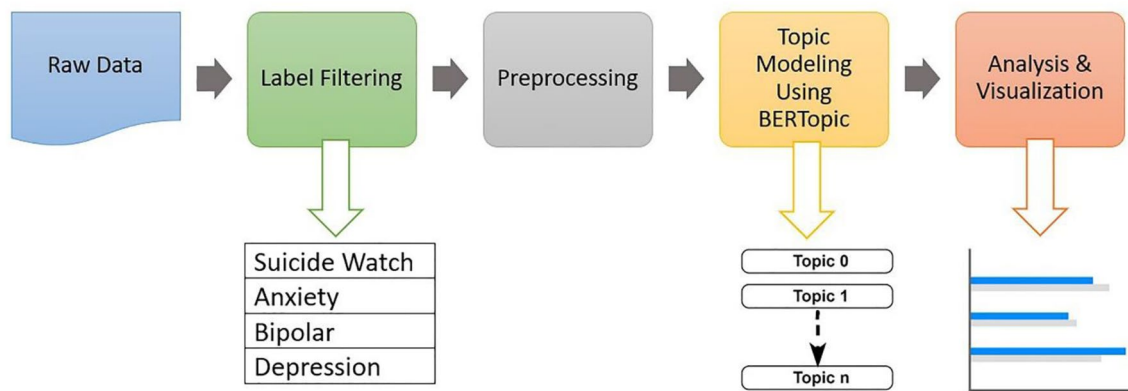 Raw Data
Label Filtering
Preprocessing
Topic
Modeling
Using
BERTopic
Analysis &
Visualization
Suicide Watch
Anxiety
Bipolar
Depression
Topic 0
Topic 1
Topic n